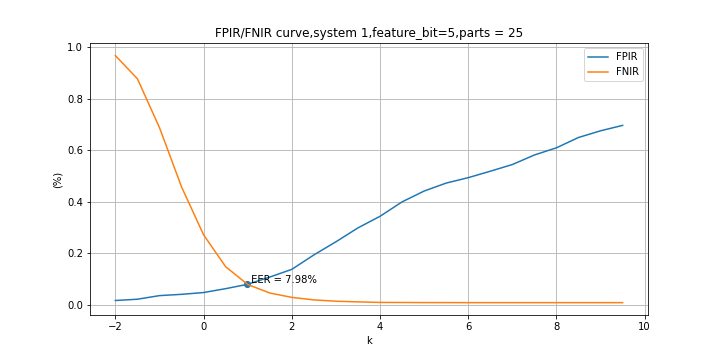 FPIR/FNIR curve,system 1,feature_bit=5,parts = 25
1.0
0.8
0.6
0.4
0.2
0.0
(%)
FPIR
FNIR
EER = 7.98%
−2
0
2
4
6
8
10
k